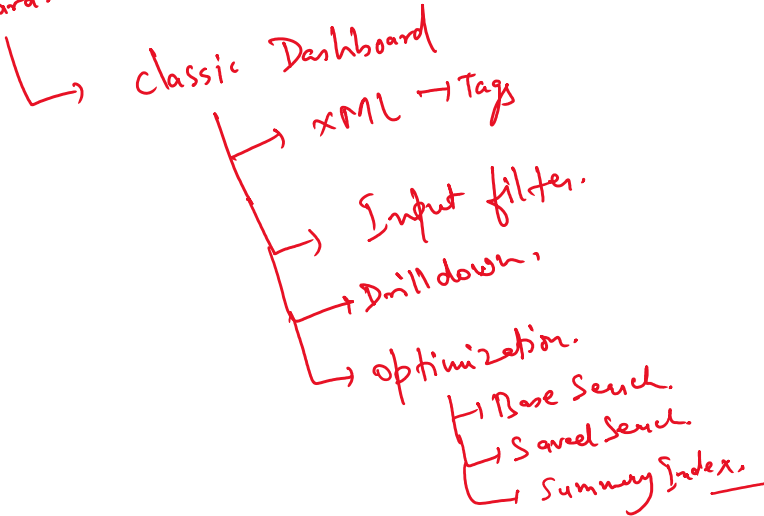 Classic Dashboard
XML → Tags
Input filter.
Drilldown.
Optimization.
Base Search.
Saved Search.
Summary Index.